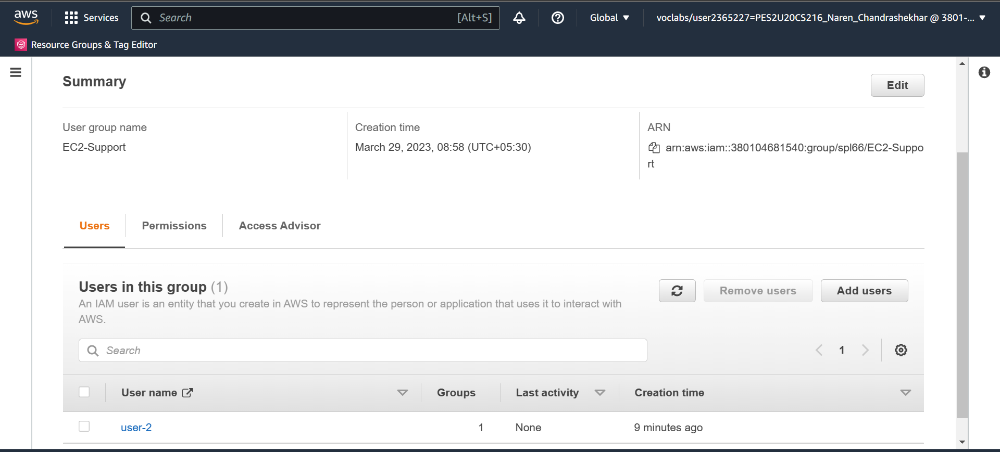 aws
Services
Search
[Alt+S]
Global
voclabs/user2365227=PES2U20CS216_Naren_Chandrashekhar @ 3801-...
Resource Groups & Tag Editor
Summary
Edit
User group name
EC2-Support
Creation time
March 29, 2023, 08:58 (UTC+05:30)
ARN
arn:aws:iam::380104681540:group/spl66/EC2-Suppo
rt
Users
Permissions
Access Advisor
Users in this group (1)
An IAM user is an entity that you create in AWS to represent the person or application that uses it to interact with
AWS.
Remove users
Add users
Search
1
User name
Groups
Last activity
Creation time
user-2
1
None
9 minutes ago